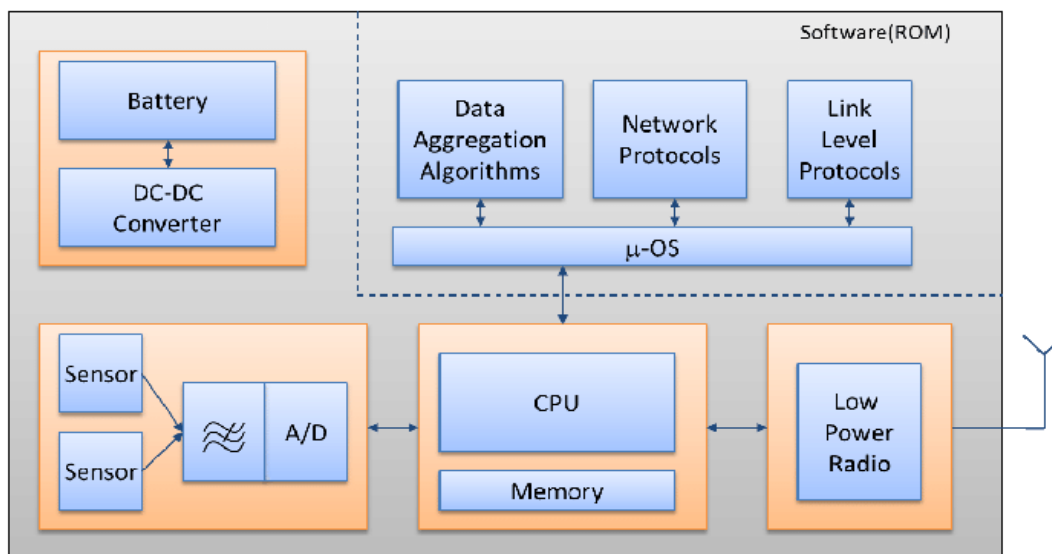 Software(ROM)
Battery
DC-DC
Converter
Data
Aggregation
Algorithms
Network
Protocols
Link
Level
Protocols
μ-OS
Sensor
Sensor
A/D
CPU
Memory
Low
Power
Radio